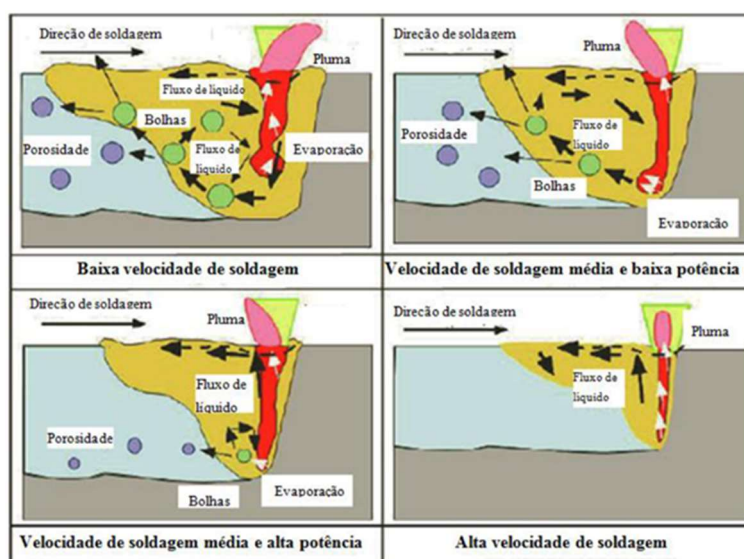 Direção de soldagem
Pluma
Fluxo de líquido
Bolhas
Porosidade
Fluxo de
líquido
Evaporação
Baixa velocidade de soldagem
Direção de soldagem
Pluma
Fluxo de
líquido
Porosidade
Bolhas
Evaporação
Velocidade de soldagem média e baixa potência
Direção de soldagem
Pluma
Fluxo de
líquido
Porosidade
Bolhas
Evaporação
Velocidade de soldagem média e alta potência
Direção de
soldagem
Pluma
Fluxo de
líquido
Alta velocidade de soldagem